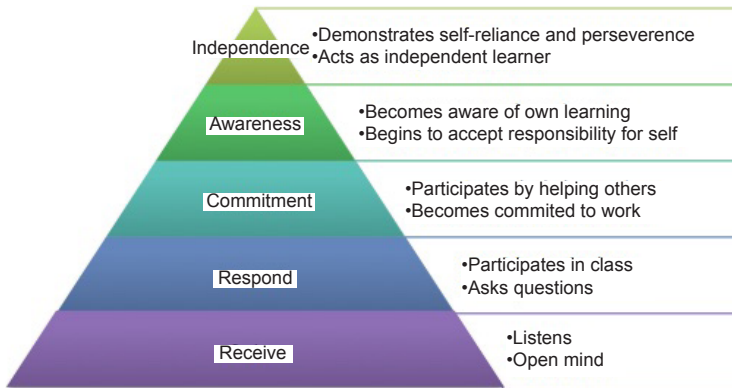 Independence
•Demonstrates self-reliance and perseverence
•Acts as independent learner
Awareness
•Becomes aware of own learning
•Begins to accept responsibility for self
Commitment
•Participates by helping others
•Becomes commited to work
Respond
•Participates in class
•Asks questions
Receive
•Listens
•Open mind